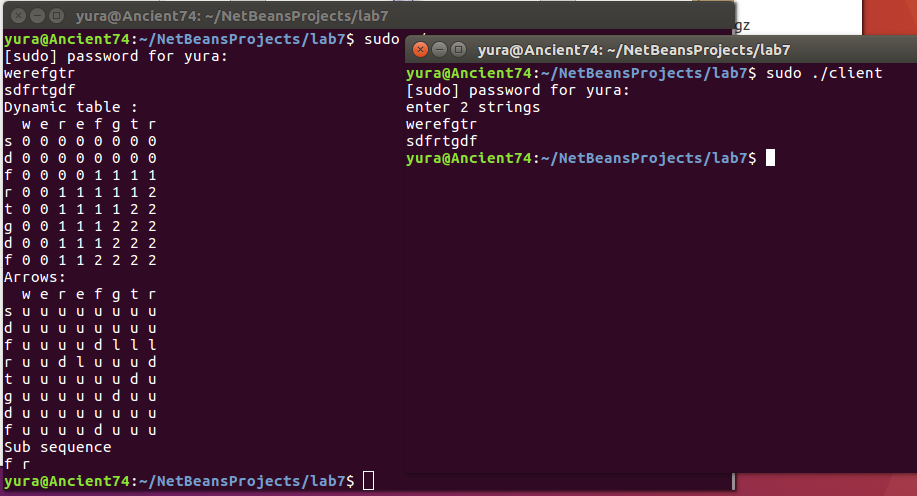 yura@Ancient74: ~/NetBeansProjects/lab7
yura@Ancient74:~/NetBeansProjects/lab7$ sudo
[sudo] password for yura:
werefgtr
sdfrtgdf
Dynamic table :
w e r e f g t r
s 0 0 0 0 0 0 0 0
d 0 0 0 0 0 0 0 0
f 0 0 0 0 1 1 1 1
r 0 0 1 1 1 1 1 2
t 0 0 1 1 1 1 2 2
g 0 0 1 1 1 2 2 2
d 0 0 1 1 1 2 2 2
f 0 0 1 1 2 2 2 2
Arrows:
w e r e f g t r
s u u u u u u u u
d u u u u u u u u
f u u u u d l l l
r u u d l u u u d
t u u u u u u d u
g u u u u u d u u
d u u u u u u u u
f u u u u d u u u
Sub sequence
f r
yura@Ancient74:~/NetBeansProjects/lab7$
gz
yura@Ancient74: ~/NetBeansProjects/lab7
yura@Ancient74:~/NetBeansProjects/lab7$ sudo ./client
[sudo] password for yura:
enter 2 strings
werefgtr
sdfrtgdf
yura@Ancient74:~/NetBeansProjects/lab7$